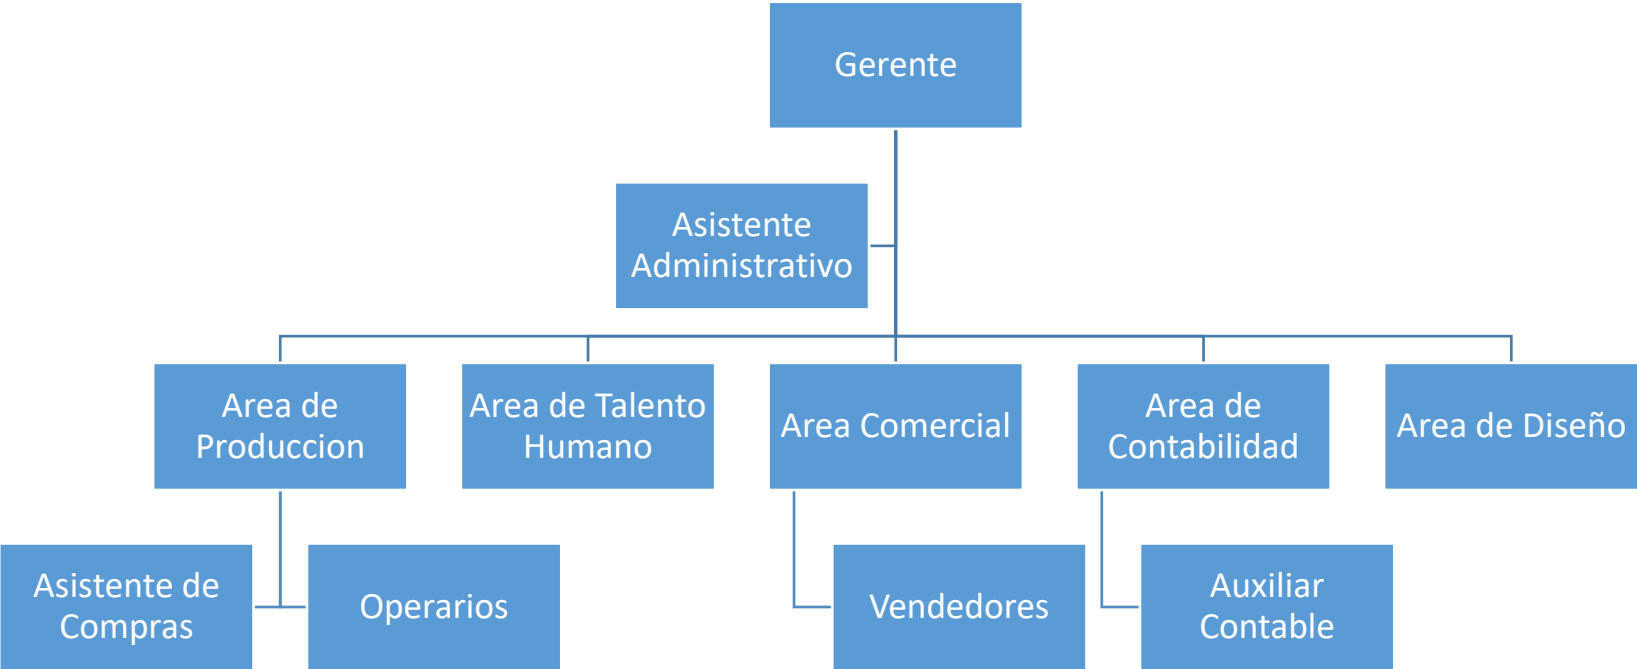 Gerente
Asistente
Administrativo
Area de
Produccion
Area de Talento
Humano
Area Comercial
Area de
Contabilidad
Area de Diseño
Asistente de
Compras
Operarios
Vendedores
Auxiliar
Contable